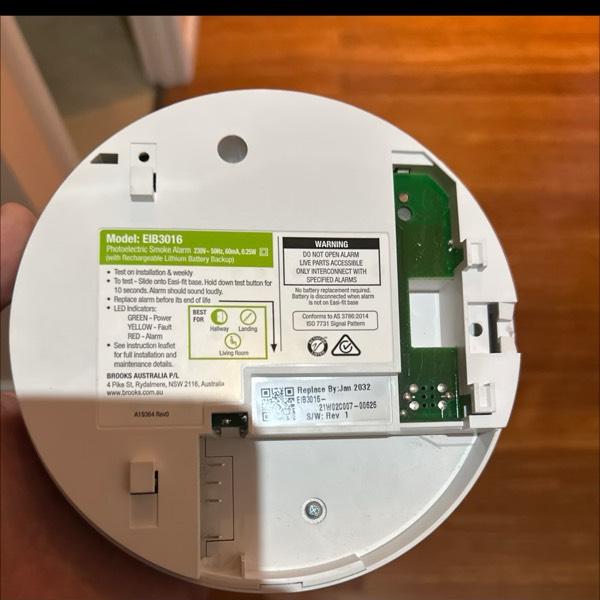 Model: EIB3016
Photoelectric Smoke Alarm 230V~ 50Hz, 60mA, 0.25W
(with Rechargeable Lithium Battery Backup)
• Test on installation & weekly
• To test - Slide onto Easi-fit base. Hold down test button for
10 seconds. Alarm should sound loudly.
• Replace alarm before its end of life
• LED Indicators:
GREEN - Power
YELLOW - Fault
RED - Alarm
• See instruction leaflet
for full installation and
maintenance details.
BEST
FOR
Hallway
Landing
Living room
BROOKS AUSTRALIA P/L
4 Pike St, Rydalmere, NSW 2116, Australia
www.brooks.com.au
A19364 Rev0
WARNING
DO NOT OPEN ALARM
LIVE PARTS ACCESSIBLE
ONLY INTERCONNECT WITH
SPECIFIED ALARMS
No battery replacement required.
Battery is disconnected when alarm
is not on Easi-fit base
Conforms to AS 3786:2014
ISO 7731 Signal Pattern
Replace By:Jan 2032
EIB3016-
21W02C007-00626
S/W: Rev 1